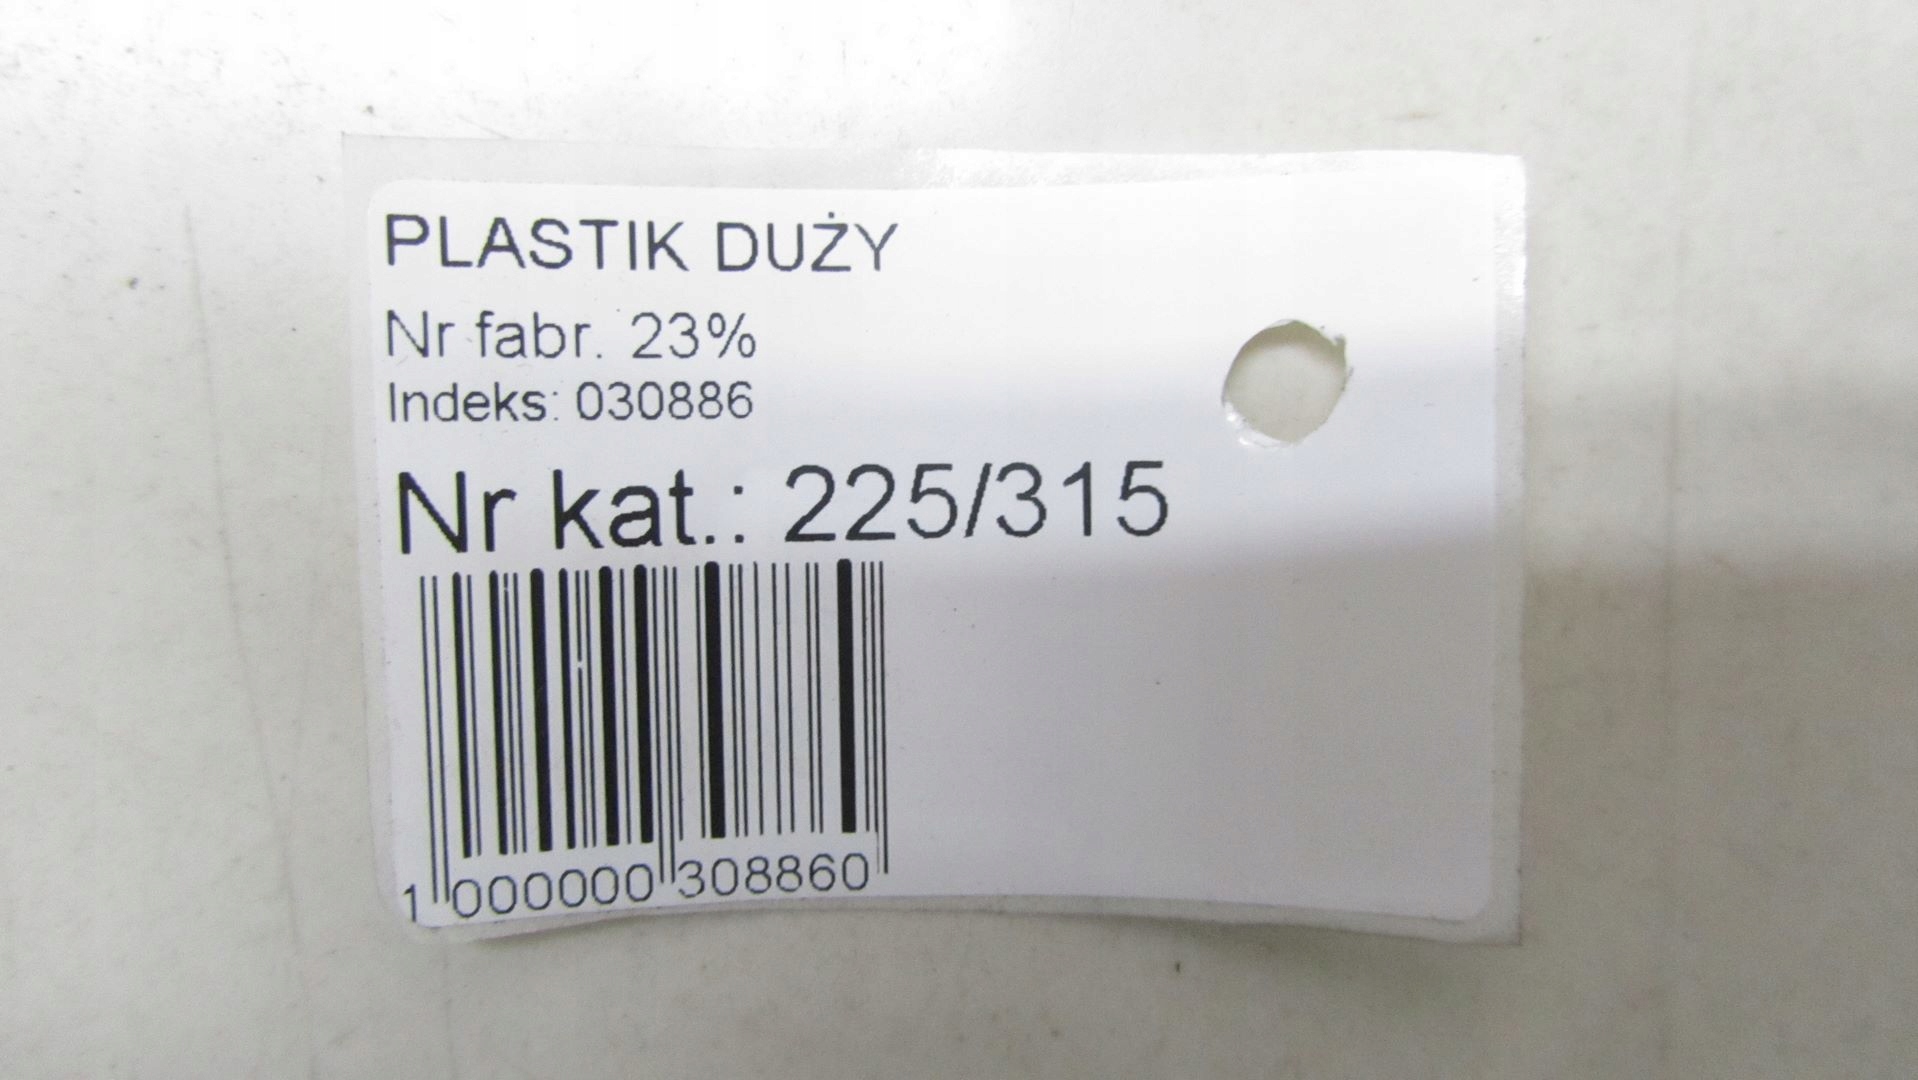 PLASTIK DUŻY
Nr fabr. 23%
Indeks: 030886
Nr kat.: 225/315
1 000000 308860